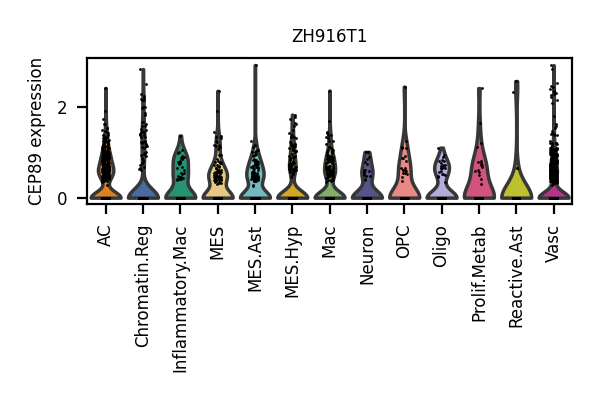 ZH916T1
CEP89 expression
2
0
AC
Chromatin.Reg
Inflammatory.Mac
MES
MES.Ast
MES.Hyp
Mac
Neuron
OPC
Oligo
Prolif.Metab
Reactive.Ast
Vasc